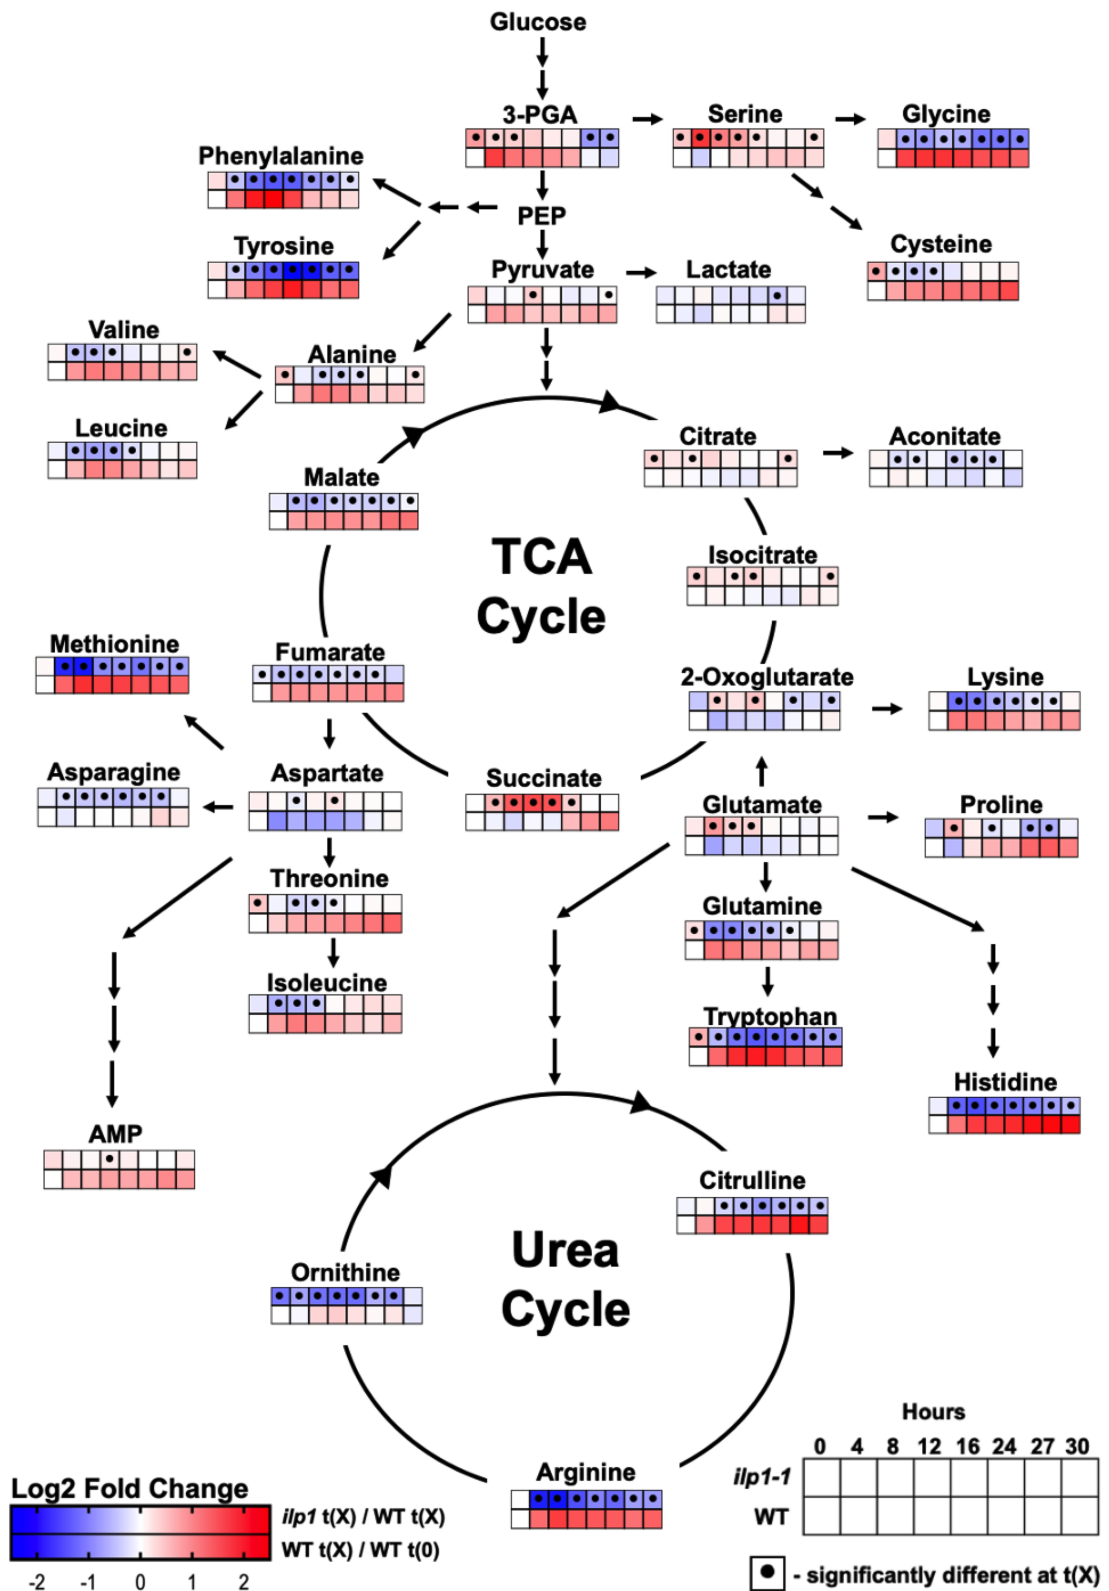 Glucose
3-PGA
Serine
Glycine
Phenylalanine
PEP
Tyrosine
Cysteine
Pyruvate
Lactate
Valine
Alanine
Leucine
Citrate
Aconitate
Malate
TCA
Cycle
Isocitrate
Methionine
Fumarate
2-Oxoglutarate
Lysine
Asparagine
Aspartate
Succinate
Glutamate
Proline
Threonine
Glutamine
Isoleucine
Tryptophan
Histidine
AMP
Citrulline
Urea
Cycle
Ornithine
Arginine
Hours
0 4 8 12 16 24 27 30
ilp1-1
WT
Log2 Fold Change
ilp1 t(X) / WT t(X)
WT t(X) / WT t(0)
-2 -1 0 1 2
- significantly different at t(X)